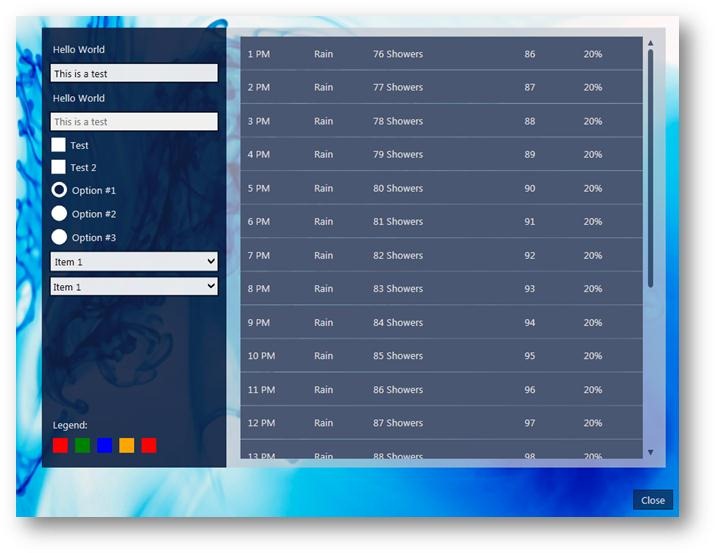 Hello World
This is a test
Hello World
This is a test
Test
Test 2
Option #1
Option #2
Option #3
Item 1
Item 1
Legend:
1 PM Rain 76 Showers 86 20%
2 PM Rain 77 Showers 87 20%
3 PM Rain 78 Showers 88 20%
4 PM Rain 79 Showers 89 20%
5 PM Rain 80 Showers 90 20%
6 PM Rain 81 Showers 91 20%
7 PM Rain 82 Showers 92 20%
8 PM Rain 83 Showers 93 20%
9 PM Rain 84 Showers 94 20%
10 PM Rain 85 Showers 95 20%
11 PM Rain 86 Showers 96 20%
12 PM Rain 87 Showers 97 20%
13 PM Rain 88 Showers 98 20%
Close